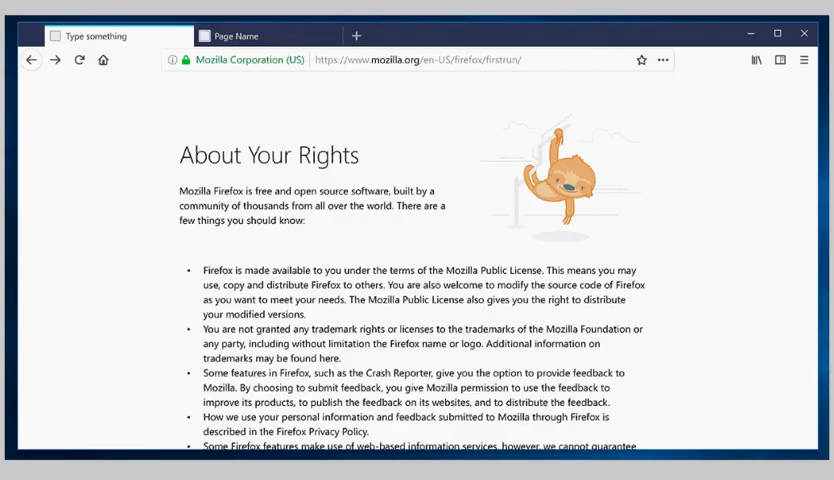 Type something
Page Name
Mozilla Corporation (US)
https://www.mozilla.org/en-US/firefox/firstrun/
About Your Rights
Mozilla Firefox is free and open source software, built by a
community of thousands from all over the world. There are a
few things you should know:
• Firefox is made available to you under the terms of the Mozilla Public License. This means you may
use, copy and distribute Firefox to others. You are also welcome to modify the source code of Firefox
as you want to meet your needs. The Mozilla Public License also gives you the right to distribute
your modified versions.
• You are not granted any trademark rights or licenses to the trademarks of the Mozilla Foundation or
any party, including without limitation the Firefox name or logo. Additional information on
trademarks may be found here.
• Some features in Firefox, such as the Crash Reporter, give you the option to provide feedback to
Mozilla. By choosing to submit feedback, you give Mozilla permission to use the feedback to
improve its products, to publish the feedback on its websites, and to distribute the feedback.
• How we use your personal information and feedback submitted to Mozilla through Firefox is
described in the Firefox Privacy Policy.
• Some Firefox features make use of web-based information services, however, we cannot guarantee